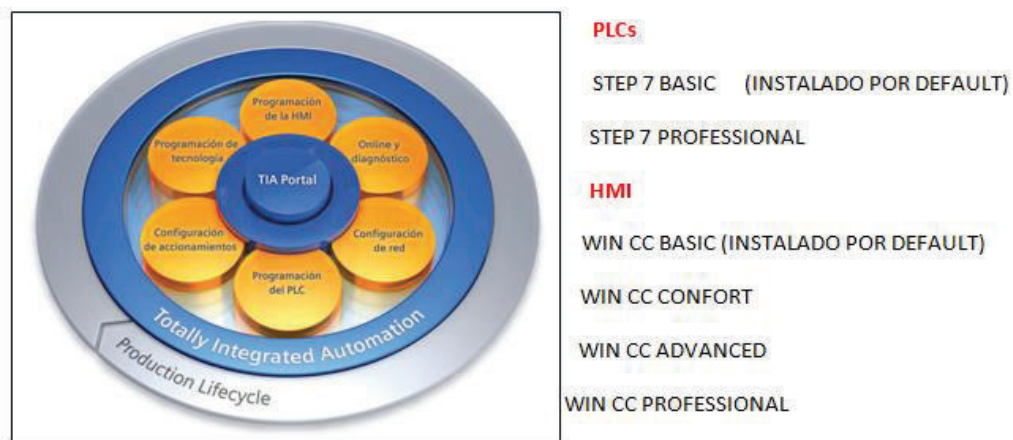 Programación
de la HMI
Programación de
tecnología
Online y
diagnóstico
TIA Portal
Configuración
de accionamientos
Configuración
de red
Programación
del PLC
Totally Integrated Automation
Production Lifecycle
PLCs
STEP 7 BASIC (INSTALADO POR DEFAULT)
STEP 7 PROFESSIONAL
HMI
WIN CC BASIC (INSTALADO POR DEFAULT)
WIN CC CONFORT
WIN CC ADVANCED
WIN CC PROFESSIONAL